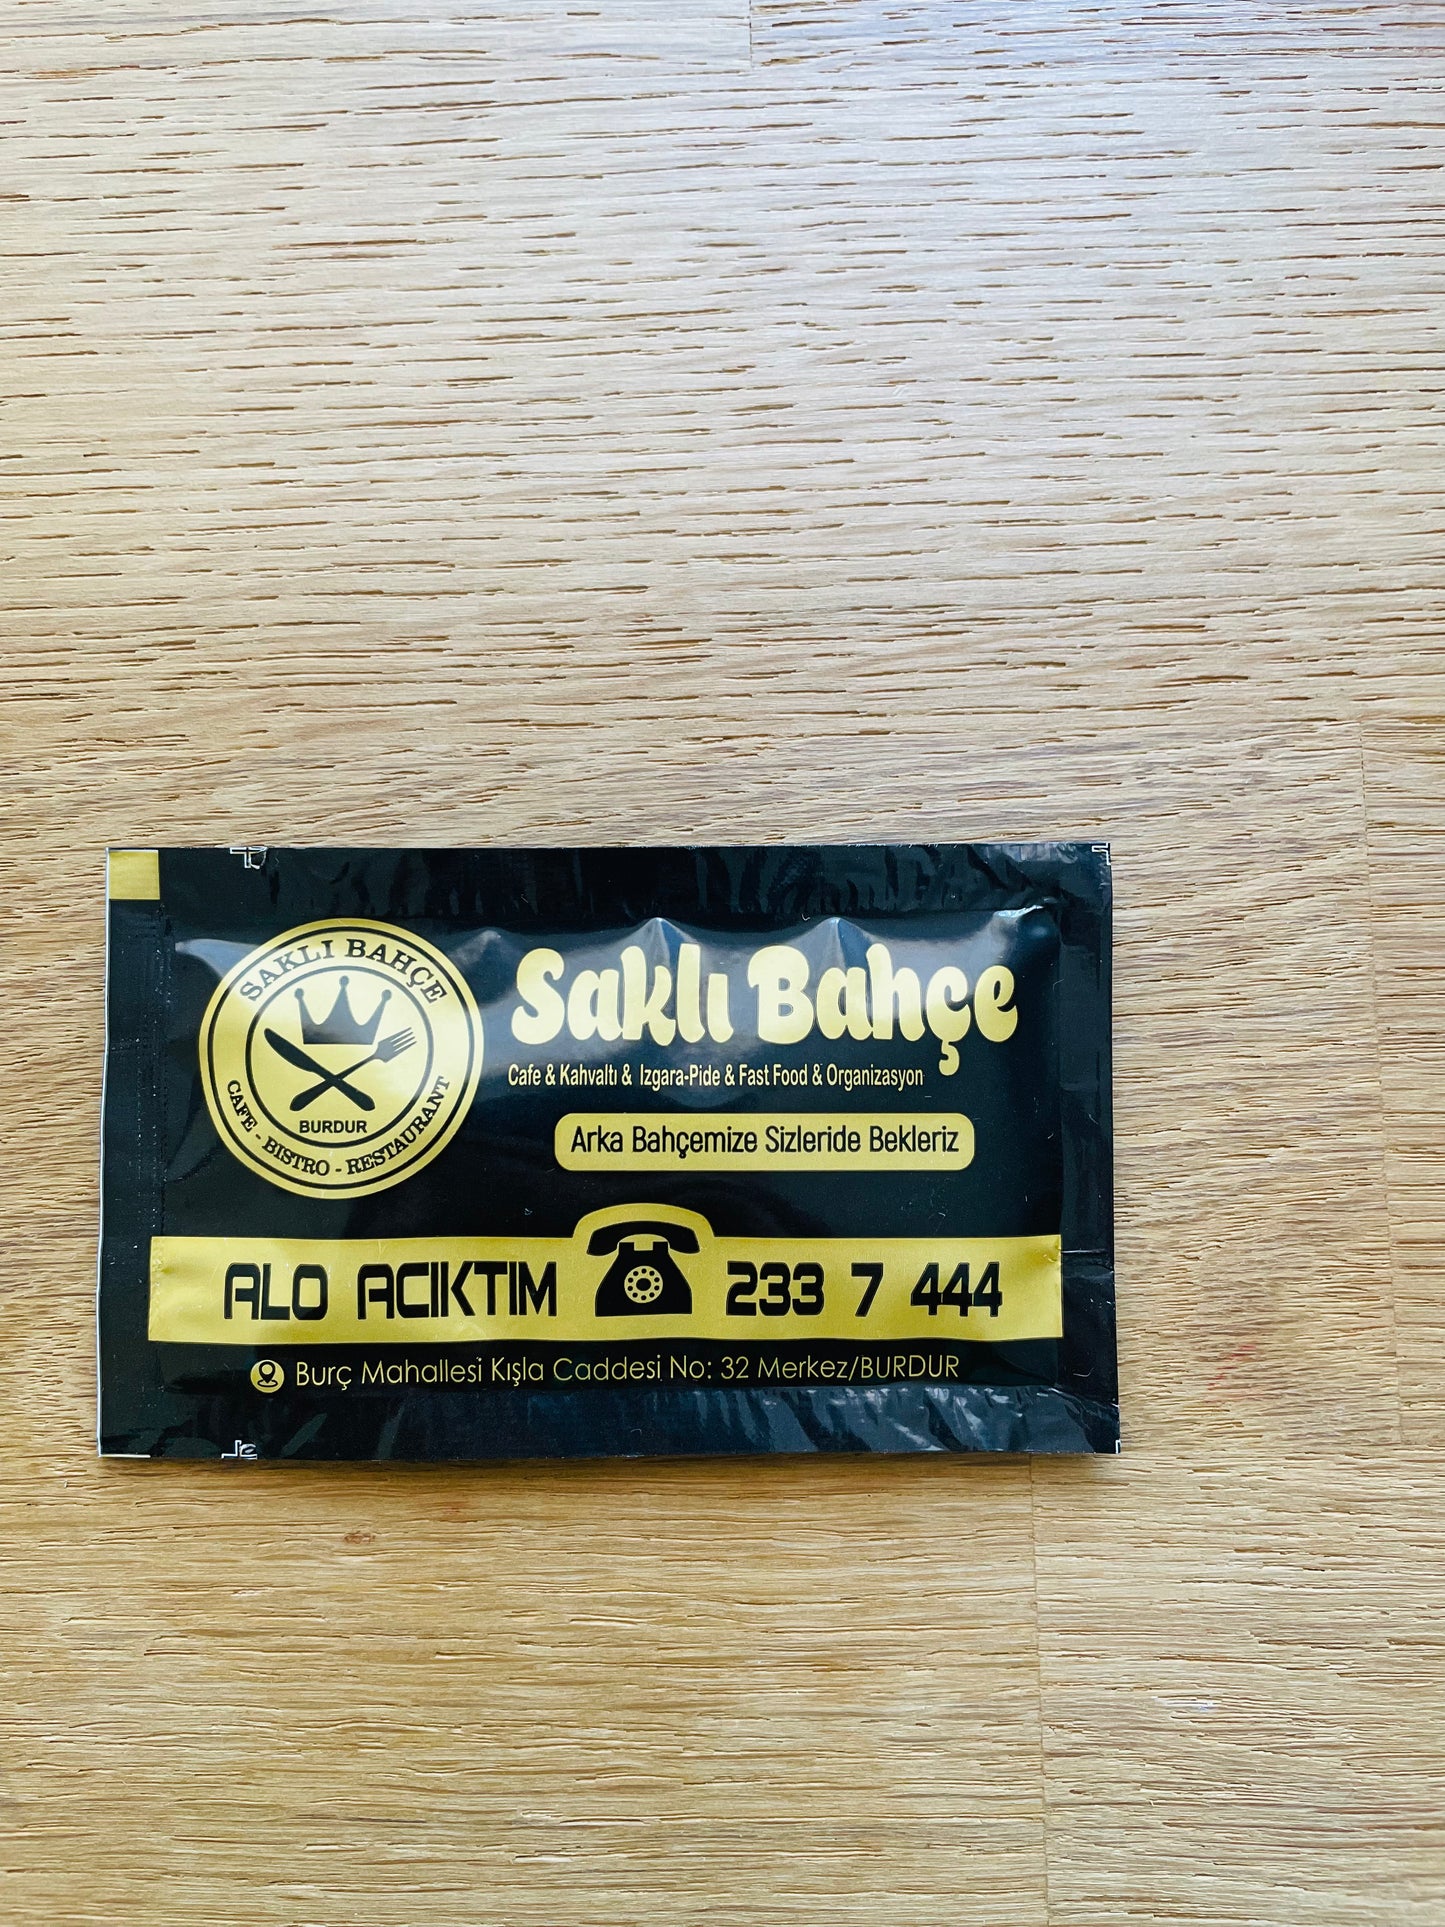 SAKLI BAHÇE
BURDUR
CAFE - BISTRO - RESTAURANT
Saklı Bahçe
Cafe & Kahvaltı & Izgara-Pide & Fast Food & Organizasyon
Arka Bahçemize Sizleride Bekleriz
ALO ACIKTIM 233 7 444
Burç Mahallesi Kışla Caddesi No: 32 Merkez/BURDUR